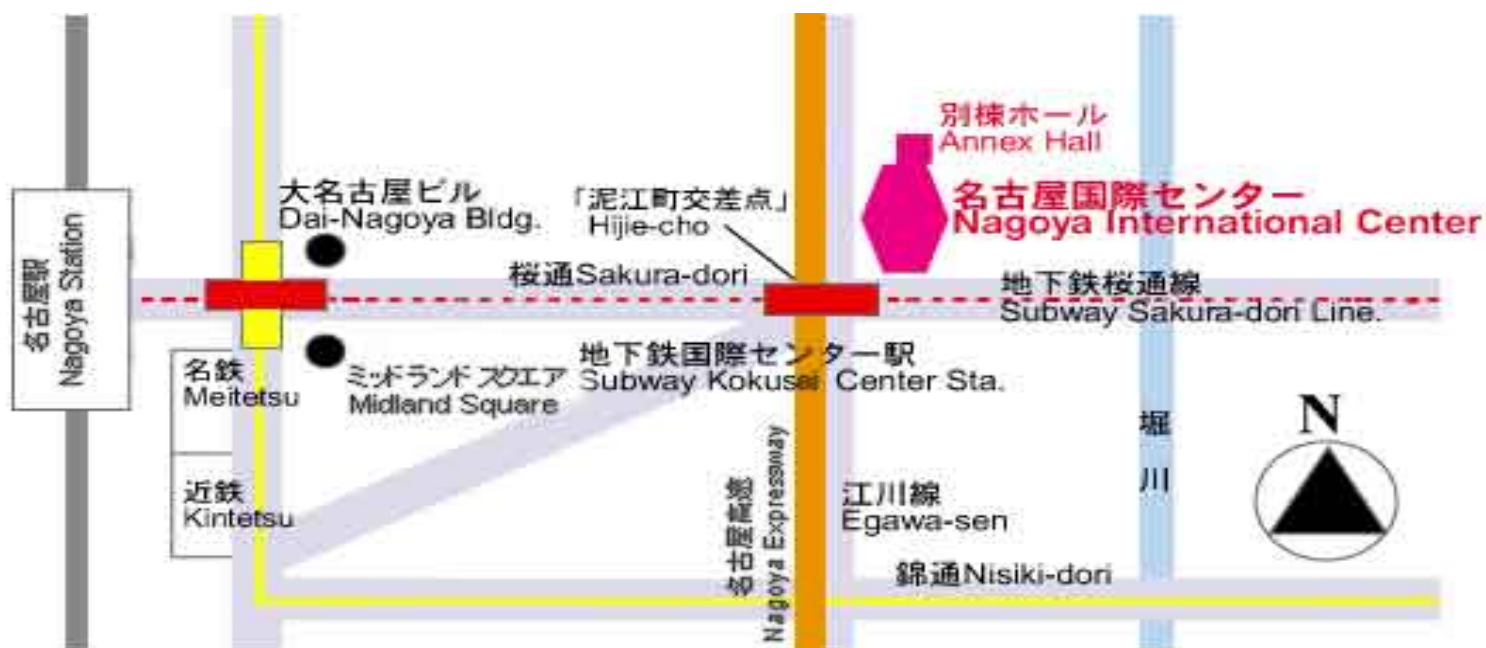 別棟ホール
Annex Hall
名古屋国際センター
Nagoya International Center
大名古屋ビル
Dai-Nagoya Bldg.
「泥江町交差点」
Hijie-cho
桜通Sakura-dori
地下鉄桜通線
Subway Sakura-dori Line.
名古屋駅
Nagoya Station
名鉄
Meitetsu
ミッドランド スクエア
Midland Square
地下鉄国際センター駅
Subway Kokusai Center Sta.
N
堀川
近鉄
Kintetsu
名古屋高速
Nagoya Expressway
江川線
Egawa-sen
錦通Nisiki-dori